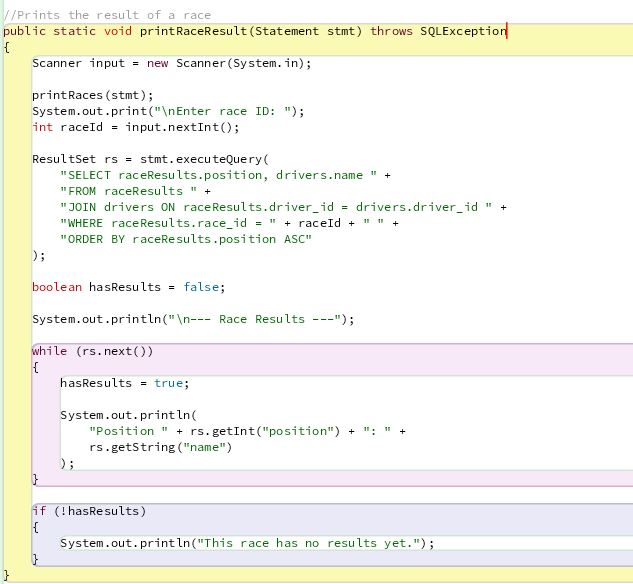 //Prints the result of a race
public static void printRaceResult(Statement stmt) throws SQLException
{
    Scanner input = new Scanner(System.in);

    printRaces(stmt);
    System.out.print("\nEnter race ID: ");
    int raceId = input.nextInt();

    ResultSet rs = stmt.executeQuery(
        "SELECT raceResults.position, drivers.name " +
        "FROM raceResults " +
        "JOIN drivers ON raceResults.driver_id = drivers.driver_id " +
        "WHERE raceResults.race_id = " + raceId + " " +
        "ORDER BY raceResults.position ASC"
    );

    boolean hasResults = false;

    System.out.println("\n--- Race Results ---");

    while (rs.next())
    {
        hasResults = true;

        System.out.println(
            "Position " + rs.getInt("position") + ": " +
            rs.getString("name")
        );
    }

    if (!hasResults)
    {
        System.out.println("This race has no results yet.");
    }
}